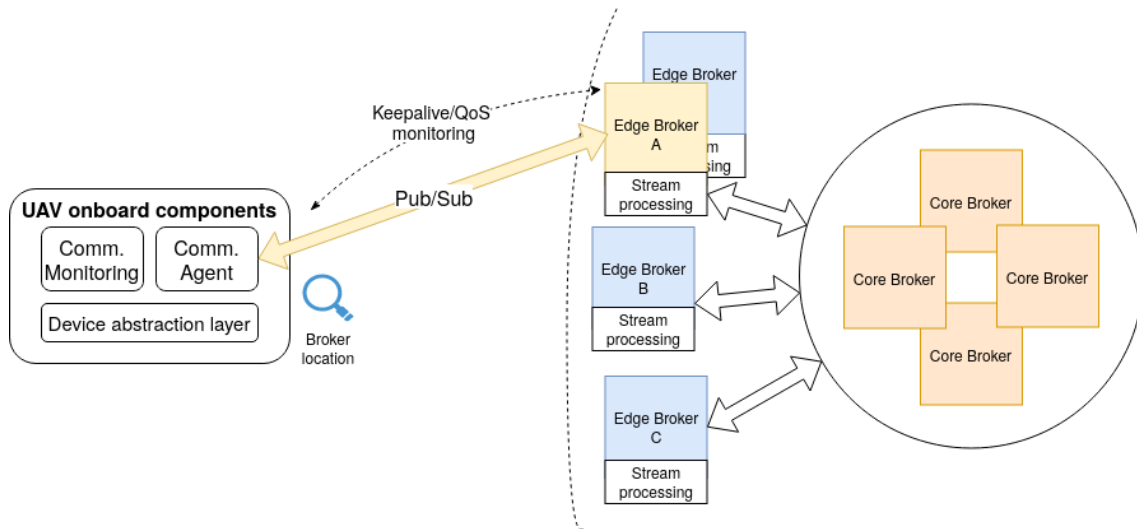 UAV onboard components
Comm.
Monitoring
Comm.
Agent
Device abstraction layer
Broker
location
Keepalive/QoS
monitoring
Pub/Sub
Edge Broker
Edge Broker
A
Stream
processing
Edge Broker
B
Stream
processing
Edge Broker
C
Stream
processing
Core Broker
Core Broker
Core Broker
Core Broker